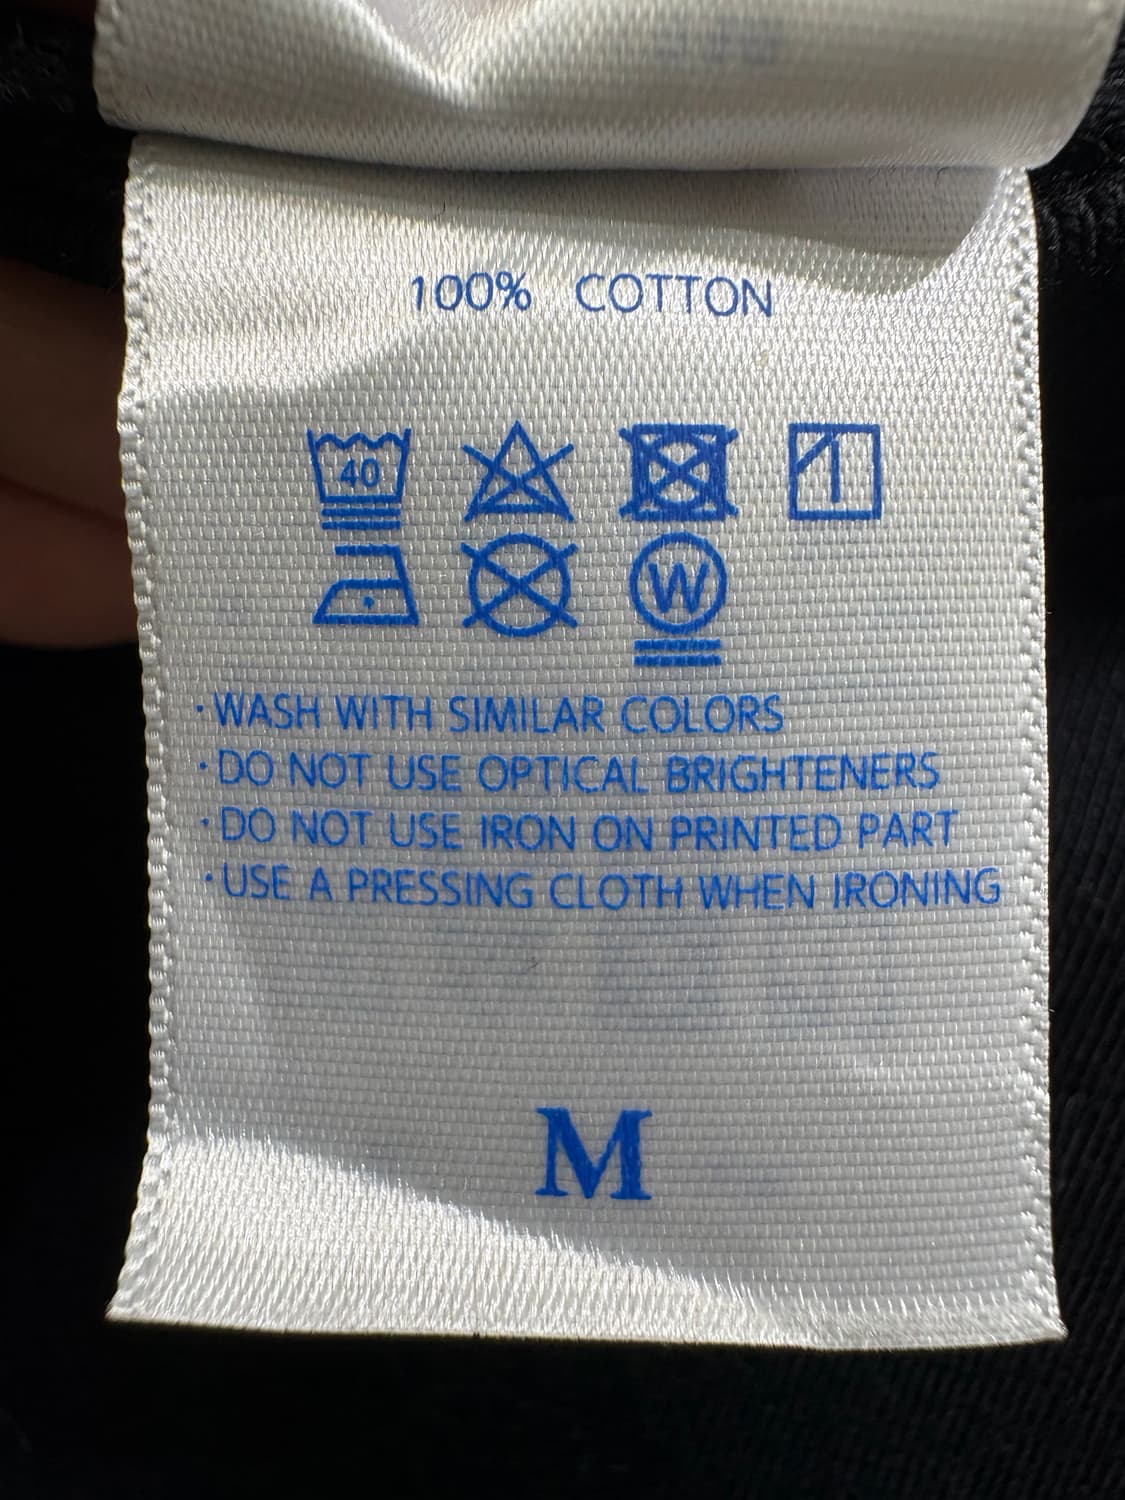 100% COTTON
40
W
·WASH WITH SIMILAR COLORS
·DO NOT USE OPTICAL BRIGHTENERS
·DO NOT USE IRON ON PRINTED PART
·USE A PRESSING CLOTH WHEN IRONING
M